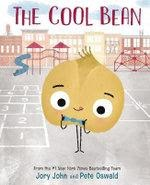 THE COOL BEAN
From the #1 New York Times Bestselling Team
Jory John and Pete Oswald